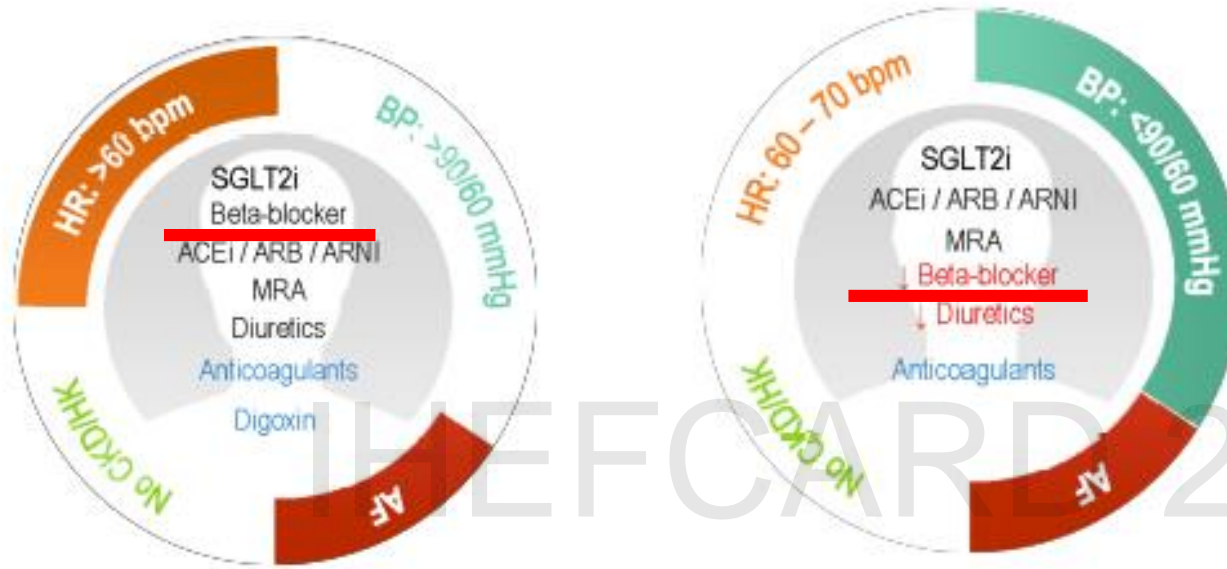 HR: >60 bpm
BP: >90/60 mmHg
SGLT2i
Beta-blocker
ACEi / ARB / ARNI
MRA
Diuretics
Anticoagulants
Digoxin
No CKD/HK
AF
HR: 60 – 70 bpm
BP: <90/60 mmHg
SGLT2i
ACEi / ARB / ARNI
MRA
↓ Beta-blocker
↓ Diuretics
Anticoagulants
No CKD/HK
AF
IHEFCARD 2